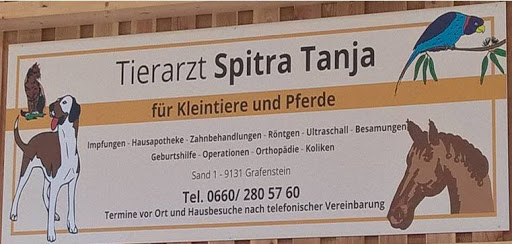 Tierarzt Spitra Tanja
für Kleintiere und Pferde
Impfungen - Hausapotheke - Zahnbehandlungen - Röntgen - Ultraschall - Besamungen
Geburtshilfe - Operationen - Orthopädie - Koliken
Sand 1 - 9131 Grafenstein
Tel. 0660/ 280 57 60
Termine vor Ort und Hausbesuche nach telefonischer Vereinbarung